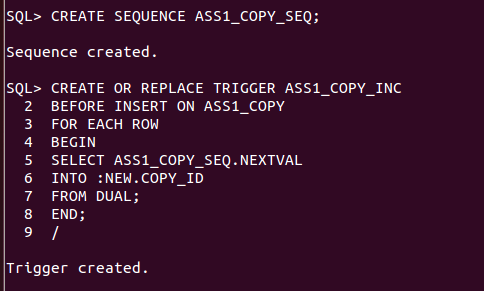 SQL> CREATE SEQUENCE ASS1_COPY_SEQ;
Sequence created.
SQL> CREATE OR REPLACE TRIGGER ASS1_COPY_INC
2 BEFORE INSERT ON ASS1_COPY
3 FOR EACH ROW
4 BEGIN
5 SELECT ASS1_COPY_SEQ.NEXTVAL
6 INTO :NEW.COPY_ID
7 FROM DUAL;
8 END;
9 /
Trigger created.